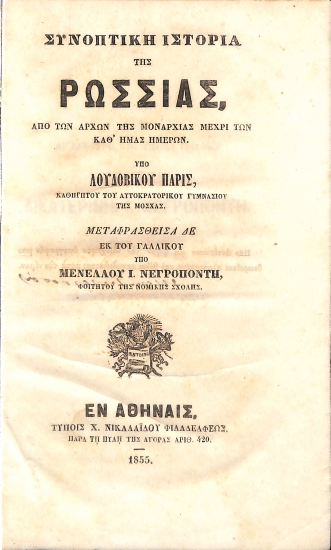 ΣΥΝΟΠΤΙΚΗ ΙΣΤΟΡΙΑ
ΤΗΣ
ΡΩΣΣΙΑΣ,
ΑΠΟ ΤΩΝ ΑΡΧΩΝ ΤΗΣ ΜΟΝΑΡΧΙΑΣ ΜΕΧΡΙ ΤΩΝ
ΚΑΘ' ΗΜΑΣ ΗΜΕΡΩΝ.
ΥΠΟ
ΛΟΥΔΟΒΙΚΟΥ ΠΑΡΙΣ,
ΚΑΘΗΓΗΤΟΥ ΤΟΥ ΑΥΤΟΚΡΑΤΟΡΙΚΟΥ ΓΥΜΝΑΣΙΟΥ
ΤΗΣ ΜΟΣΧΑΣ.
ΜΕΤΑΦΡΑΣΘΕΙΣΑ ΔΕ
ΕΚ ΤΟΥ ΓΑΛΛΙΚΟΥ
ΥΠΟ
ΜΕΝΕΛΑΟΥ Ι. ΝΕΓΡΟΠΟΝΤΗ,
ΦΟΙΤΗΤΟΥ ΤΗΣ ΝΟΜΙΚΗΣ ΣΧΟΛΗΣ.
ΕΝ ΑΘΗΝΑΙΣ,
ΤΥΠΟΙΣ Χ. ΝΙΚΟΛΑΪΔΟΥ ΦΙΛΑΔΕΛΦΕΩΣ.
ΠΑΡΑ ΤΗ ΠΥΛΗ ΤΗΣ ΑΓΟΡΑΣ ΑΡΙΘ. 420.
1855.